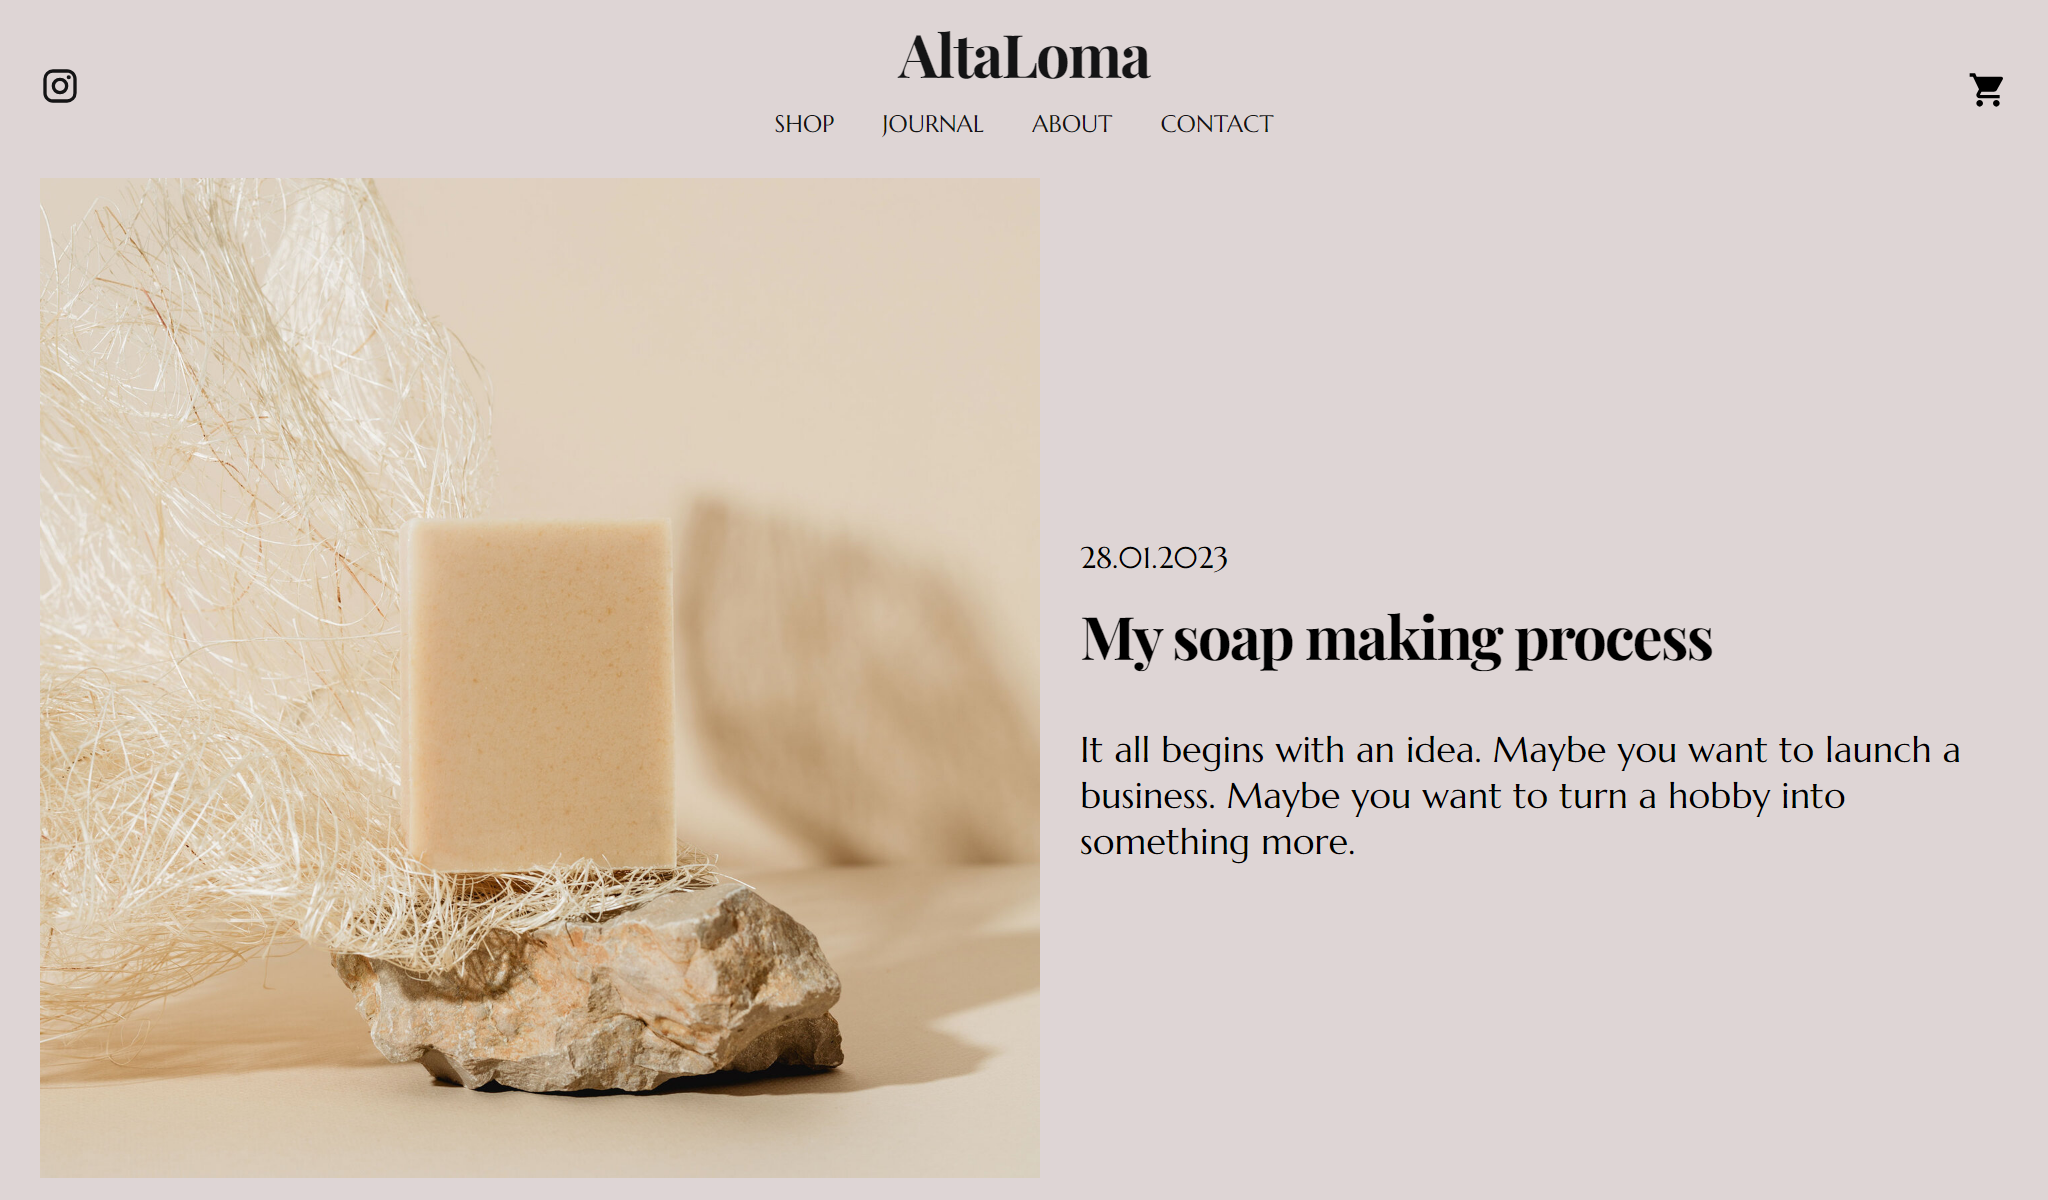 AltaLoma
SHOP JOURNAL ABOUT CONTACT
28.01.2023
My soap making process
It all begins with an idea. Maybe you want to launch a
business. Maybe you want to turn a hobby into
something more.